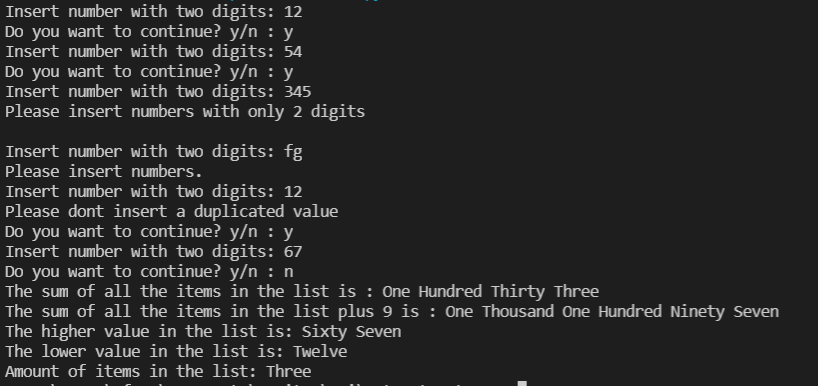 Insert number with two digits: 12
Do you want to continue? y/n : y
Insert number with two digits: 54
Do you want to continue? y/n : y
Insert number with two digits: 345
Please insert numbers with only 2 digits
Insert number with two digits: fg
Please insert numbers.
Insert number with two digits: 12
Please dont insert a duplicated value
Do you want to continue? y/n : y
Insert number with two digits: 67
Do you want to continue? y/n : n
The sum of all the items in the list is : One Hundred Thirty Three
The sum of all the items in the list plus 9 is : One Thousand One Hundred Ninety Seven
The higher value in the list is: Sixty Seven
The lower value in the list is: Twelve
Amount of items in the list: Three